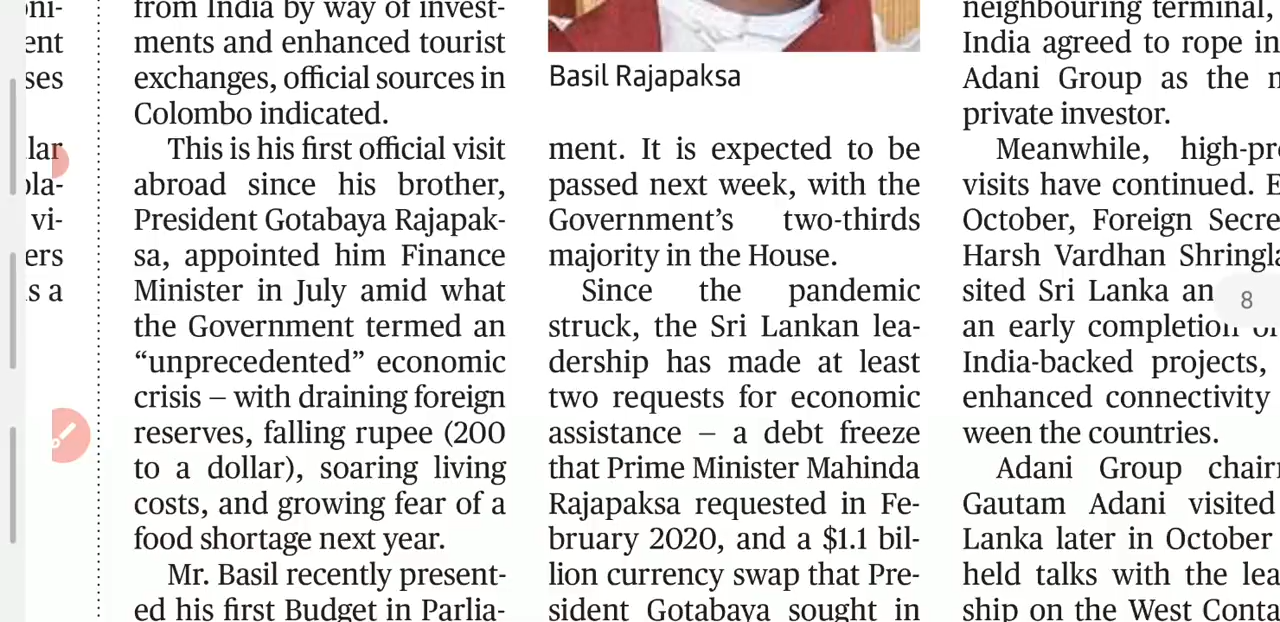 from India by way of invest-
ments and enhanced tourist
exchanges, official sources in
Colombo indicated.
This is his first official visit
abroad since his brother,
President Gotabaya Rajapak-
sa, appointed him Finance
Minister in July amid what
the Government termed an
“unprecedented” economic
crisis – with draining foreign
reserves, falling rupee (200
to a dollar), soaring living
costs, and growing fear of a
food shortage next year.
Mr. Basil recently present-
ed his first Budget in Parlia-
Basil Rajapaksa
ment. It is expected to be
passed next week, with the
Government’s two-thirds
majority in the House.
Since the pandemic
struck, the Sri Lankan lea-
dership has made at least
two requests for economic
assistance – a debt freeze
that Prime Minister Mahinda
Rajapaksa requested in Fe-
bruary 2020, and a $1.1 bil-
lion currency swap that Pre-
sident Gotabaya sought in
neighbouring terminal,
India agreed to rope in
Adani Group as the
private investor.
Meanwhile,
visits have continued.
October, Foreign
Harsh Vardhan
sited Sri Lanka
an early completion
India-backed projects,
enhanced connectivity
ween the countries.
Adani Group
Gautam Adani visited
Lanka later in October
held talks with the
ship on the West
8